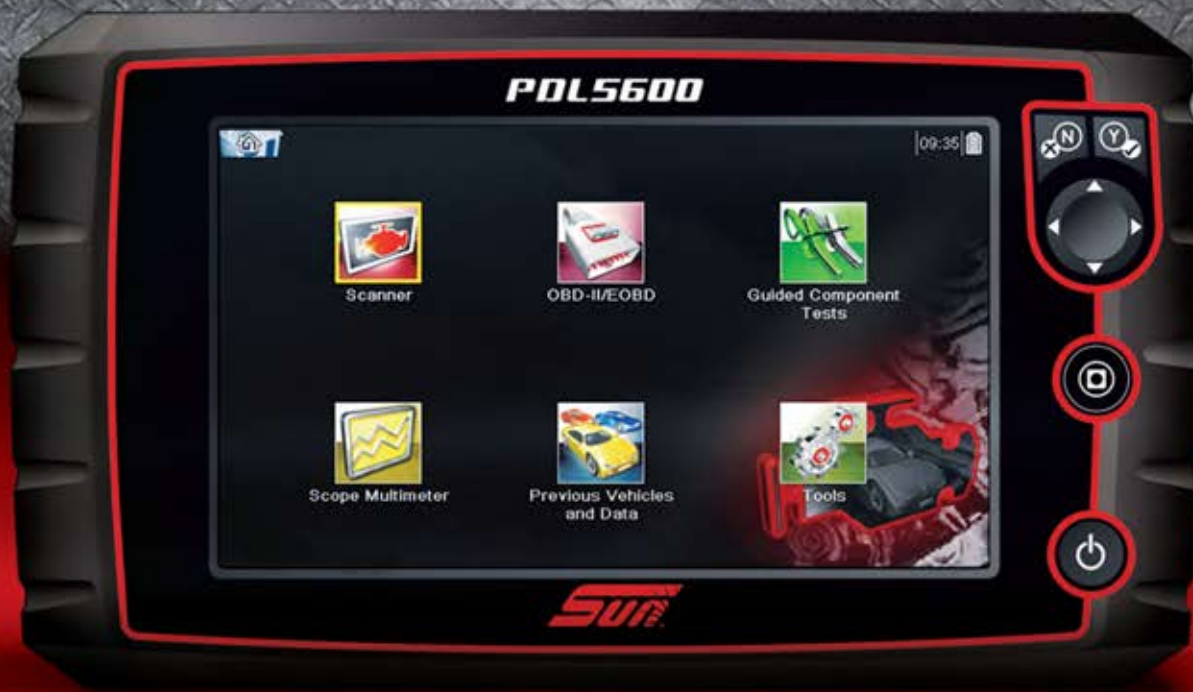 PDL5600
09:35
N
Y
Scanner
OBD-II/EOBD
Guided Component
Tests
Scope Multimeter
Previous Vehicles
and Data
Tools
Sun